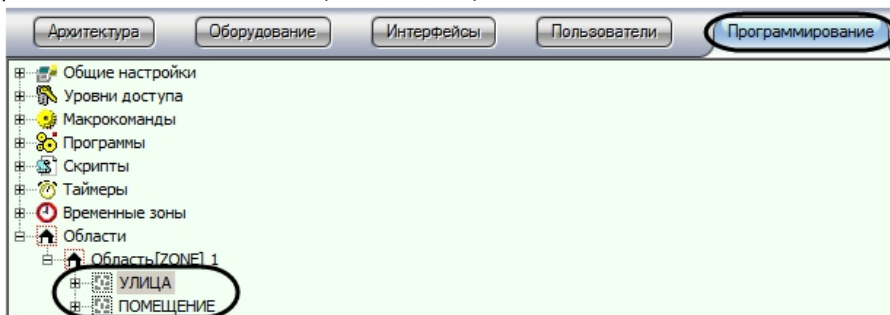 Архитектура Оборудование Интерфейсы Пользователи Программирование
Общие настройки
Уровни доступа
Макрокоманды
Программы
Скрипты
Таймеры
Временные зоны
Области
Область[ZONE] 1
УЛИЦА
ПОМЕЩЕНИЕ